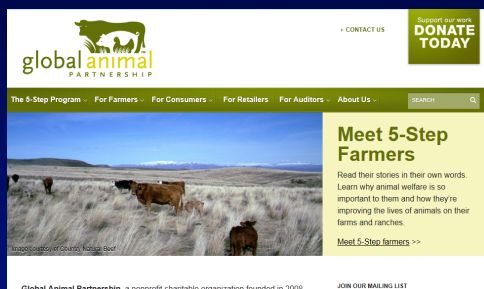 global animal
PARTNERSHIP
CONTACT US
Support our work
DONATE
TODAY
The 5-Step Program
For Farmers
For Consumers
For Retailers
For Auditors
About Us
SEARCH
Image courtesy of Country Natural Beef
Meet 5-Step
Farmers
Read their stories in their own words.
Learn why animal welfare is so
important to them and how they're
improving the lives of animals on their
farms and ranches.
Meet 5-Step farmers >>
Global Animal Partnership, a nonprofit charitable organization founded in 2008,
JOIN OUR MAILING LIST